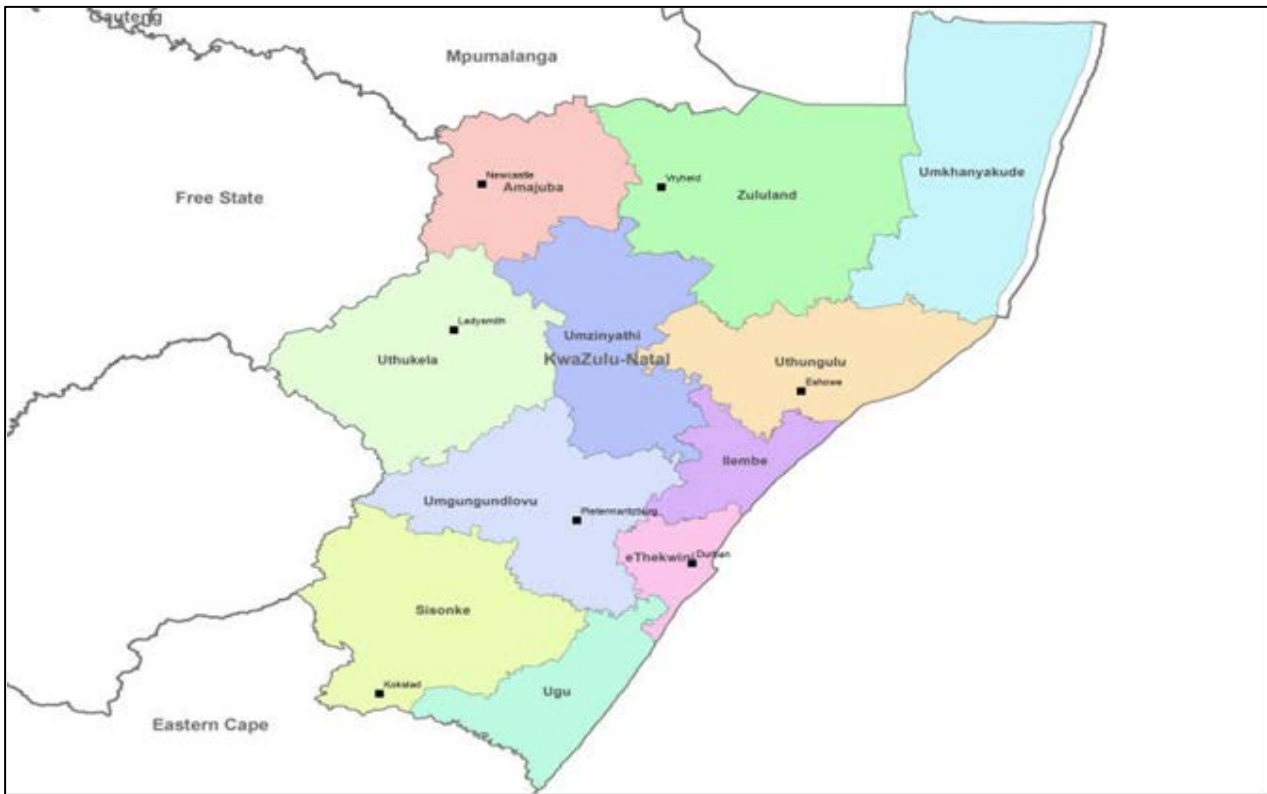 Gauteng
Mpumalanga
Free State
Newcastle
Amajuba
Vryheid
Zululand
Umkhanyakude
Ladysmith
Uthukela
Umzinyathi
KwaZulu-Natal
Uthungulu
Eshowe
Ilembe
Umgungundlovu
Pietermaritzburg
eThekwini
Durban
Sisonke
Kokstad
Ugu
Eastern Cape